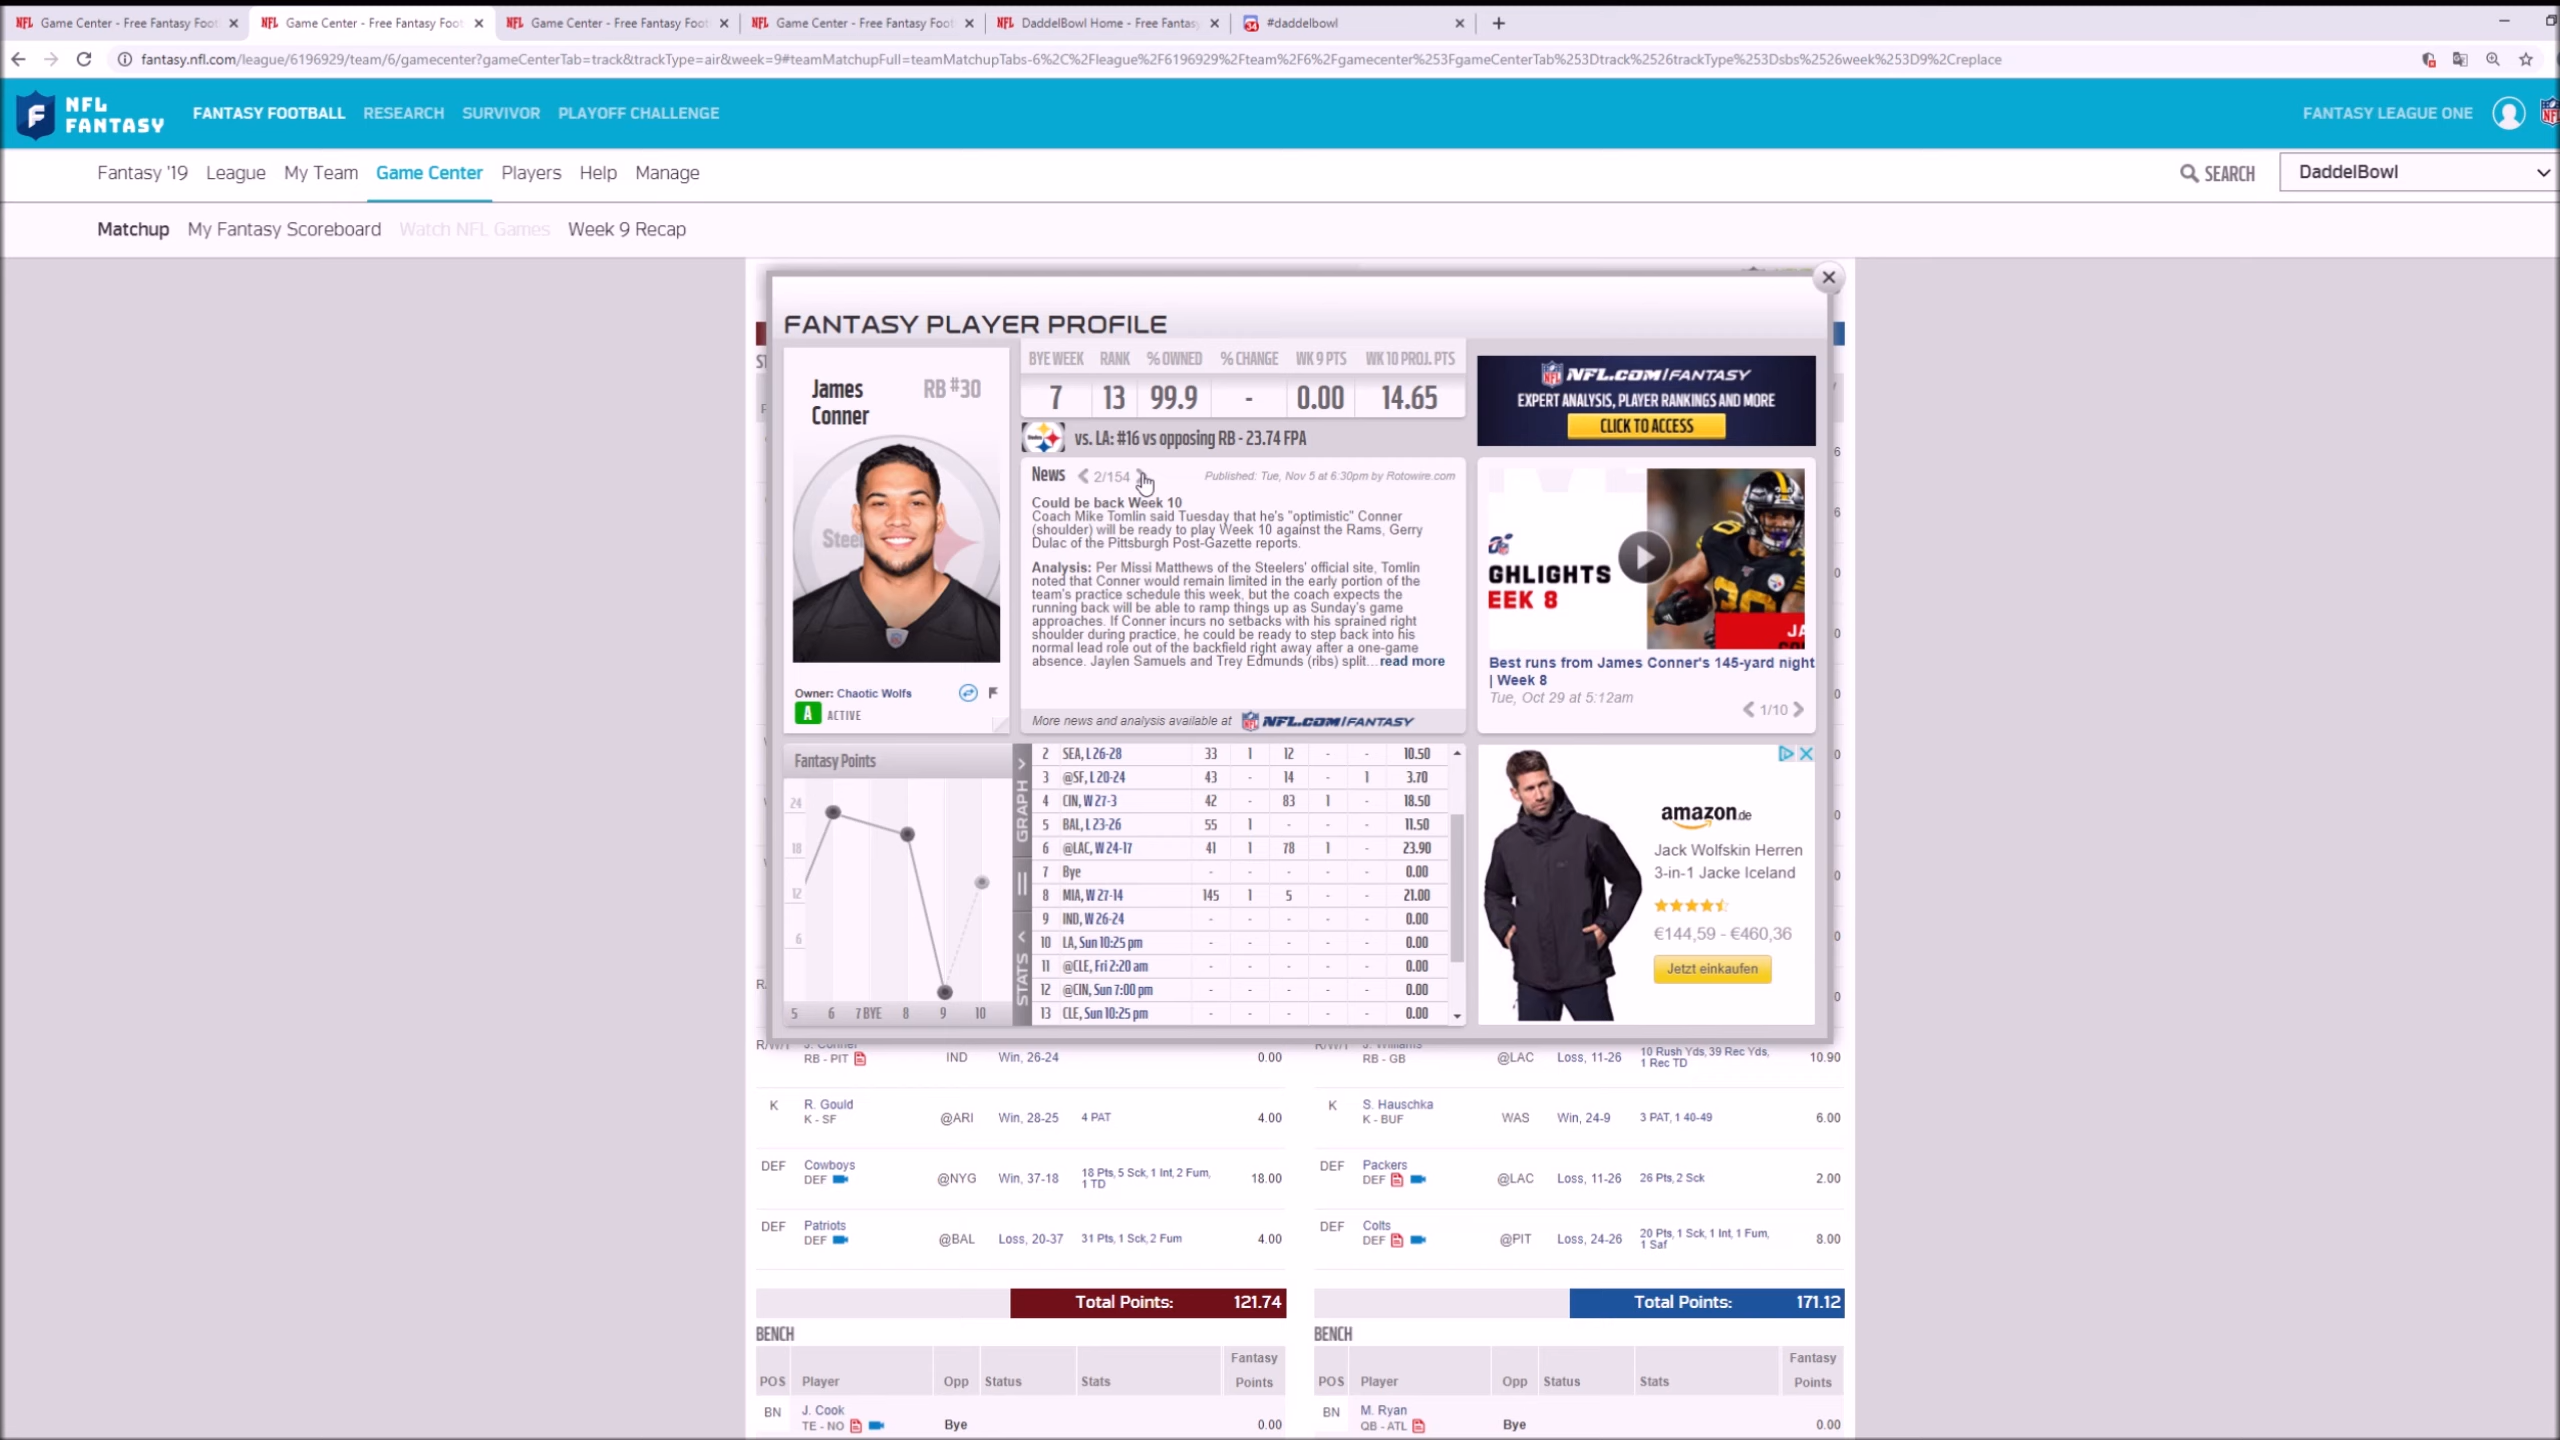 Game Center - Free Fantasy Foot
Game Center - Free Fantasy Foot
Game Center - Free Fantasy Foot
Game Center - Free Fantasy Foot
DaddelBowl Home - Free Fantasy
#daddelbowl
fantasy.nfl.com/league/6196929/team/6/gamecenter?gameCenterTab=track&trackType=air&week=9#teamMatchupFull=teamMatchupTabs-6%2C%2Fleague%2F6196929%2Fteam%2F6%2Fgamecenter%253FgameCenterTab%253Dtrack%2526trackType%253Dsbs%2526week%253D9%2Creplace
NFL FANTASY
FANTASY FOOTBALL RESEARCH SURVIVOR PLAYOFF CHALLENGE
FANTASY LEAGUE ONE
Fantasy '19 League My Team Game Center Players Help Manage
SEARCH
DaddelBowl
Matchup My Fantasy Scoreboard Watch NFL Games Week 9 Recap
FANTASY PLAYER PROFILE
James Conner
RB #30
Owner: Chaotic Wolfs
A ACTIVE
BYE WEEK RANK % OWNED % CHANGE WK 9 PTS WK 10 PROJ. PTS
7 13 99.9 - 0.00 14.65
vs. LA: #16 vs opposing RB - 23.74 FPA
News 2/154 Published: Tue, Nov 5 at 6:30pm by Rotowire.com
Could be back Week 10
Coach Mike Tomlin said Tuesday that he's "optimistic" Conner
(shoulder) will be ready to play Week 10 against the Rams, Gerry
Dulac of the Pittsburgh Post-Gazette reports.
Analysis: Per Missi Matthews of the Steelers' official site, Tomlin
noted that Conner would remain limited in the early portion of the
team's practice schedule this week, but the coach expects the
running back will be able to ramp things up as Sunday's game
approaches. If Conner incurs no setbacks with his sprained right
shoulder during practice, he could be ready to step back into his
normal lead role out of the backfield right away after a one-game
absence. Jaylen Samuels and Trey Edmunds (ribs) split... read more
More news and analysis available at NFL.COM/FANTASY
NFL.COM/FANTASY
EXPERT ANALYSIS, PLAYER RANKINGS AND MORE
CLICK TO ACCESS
GHLIGHTS
EEK 8
Best runs from James Conner's 145-yard night
| Week 8
Tue, Oct 29 at 5:12am
1/10
Fantasy Points
24
18
12
6
5 6 7 BYE 8 9 10
GRAPH
STATS
2 SEA, L 26-28 33 1 12 - - 10.50
3 @SF, L 20-24 43 - 14 - 1 3.70
4 CIN, W 27-3 42 - 83 1 - 18.50
5 BAL, L 23-26 55 1 - - - 11.50
6 @LAC, W 24-17 41 1 78 1 - 23.90
7 Bye - - - - - 0.00
8 MIA, W 27-14 145 1 5 - - 21.00
9 IND, W 26-24 - - - - - 0.00
10 LA, Sun 10:25 pm - - - - - 0.00
11 @CLE, Fri 2:20 am - - - - - 0.00
12 @CIN, Sun 7:00 pm - - - - - 0.00
13 CLE, Sun 10:25 pm - - - - - 0.00
amazon.de
Jack Wolfskin Herren
3-in-1 Jacke Iceland
€144,59 - €460,36
Jetzt einkaufen
RB - PIT IND Win, 26-24 0.00
K R. Gould
K - SF @ARI Win, 28-25 4 PAT 4.00
DEF Cowboys
DEF @NYG Win, 37-18 18 Pts, 5 Sck, 1 Int, 2 Fum,
1 TD 18.00
DEF Patriots
DEF @BAL Loss, 20-37 31 Pts, 1 Sck, 2 Fum 4.00
Total Points: 121.74
BENCH
POS Player Opp Status Stats Fantasy Points
BN J. Cook
TE - NO Bye 0.00
J. Williams
RB - GB @LAC Loss, 11-26 10 Rush Yds, 39 Rec Yds,
1 Rec TD 10.90
K S. Hauschka
K - BUF WAS Win, 24-9 3 PAT, 1 40-49 6.00
DEF Packers
DEF @LAC Loss, 11-26 26 Pts, 2 Sck 2.00
DEF Colts
DEF @PIT Loss, 24-26 20 Pts, 1 Sck, 1 Int, 1 Fum,
1 Saf 8.00
Total Points: 171.12
BENCH
POS Player Opp Status Stats Fantasy Points
BN M. Ryan
QB - ATL Bye 0.00